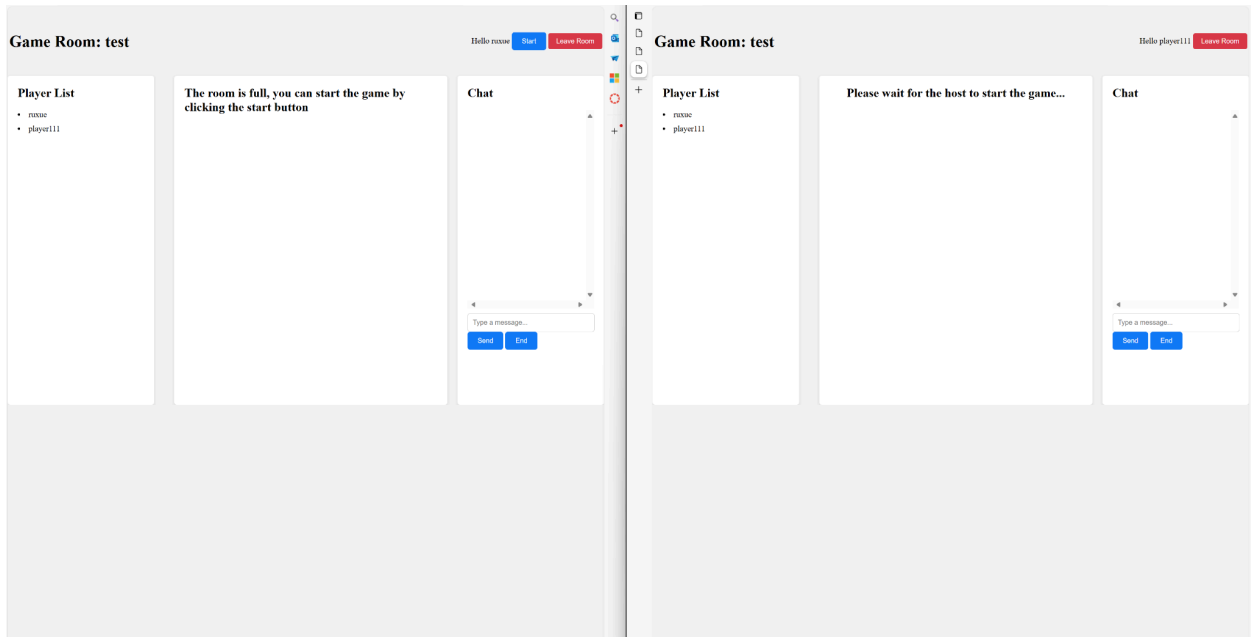 Game Room: test
Hello ruxue Start Leave Room
Player List
• ruxue
• player111
The room is full, you can start the game by
clicking the start button
Chat
Type a message...
Send End
Game Room: test
Hello player111 Leave Room
Player List
• ruxue
• player111
Please wait for the host to start the game...
Chat
Type a message...
Send End